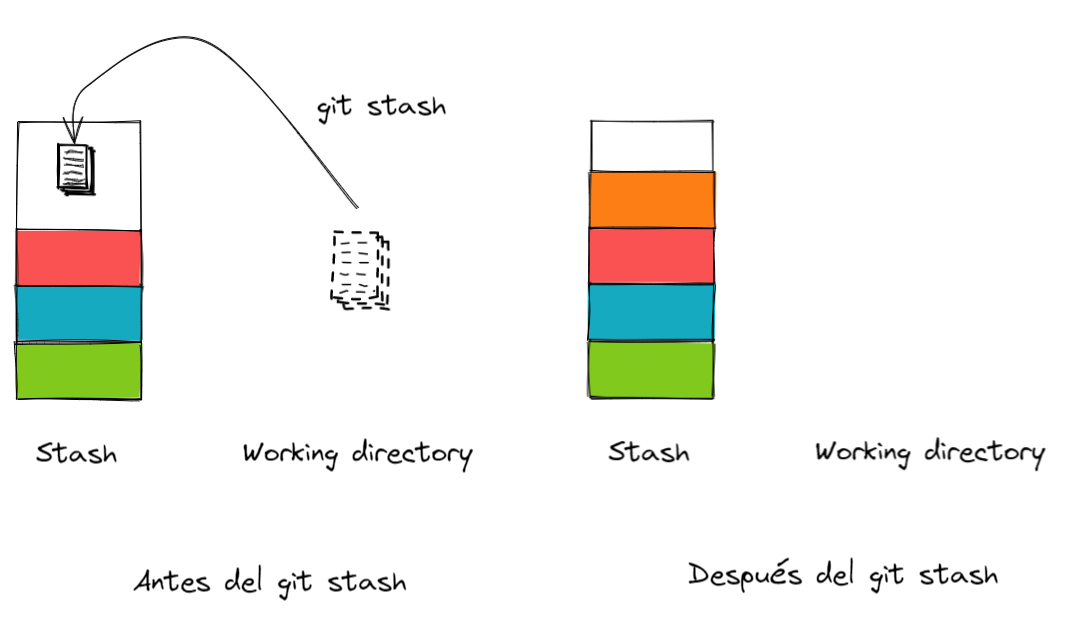 git stash
Stash
Working directory
Stash
Working directory
Antes del git stash
Después del git stash